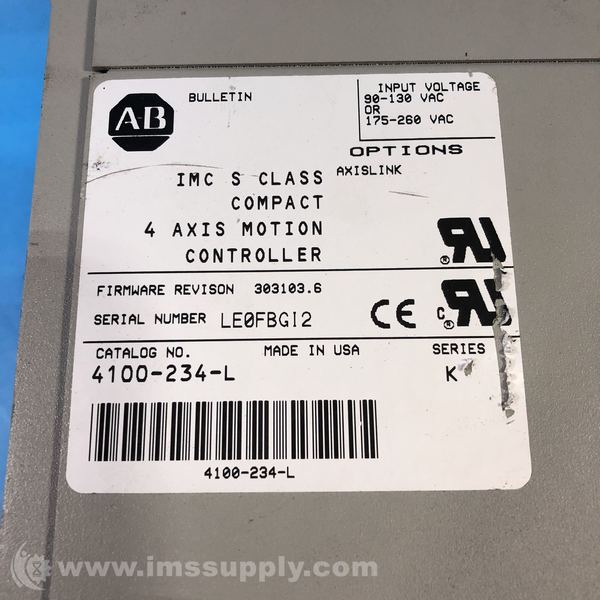 AB
BULLETIN
INPUT VOLTAGE
90-130 VAC
OR
175-260 VAC
OPTIONS
AXISLINK
IMC S CLASS
COMPACT
4 AXIS MOTION
CONTROLLER
FIRMWARE REVISON 303103.6
SERIAL NUMBER LE0FBG12
CE
CATALOG NO. MADE IN USA SERIES
4100-234-L K
4100-234-L
www.imssupply.com